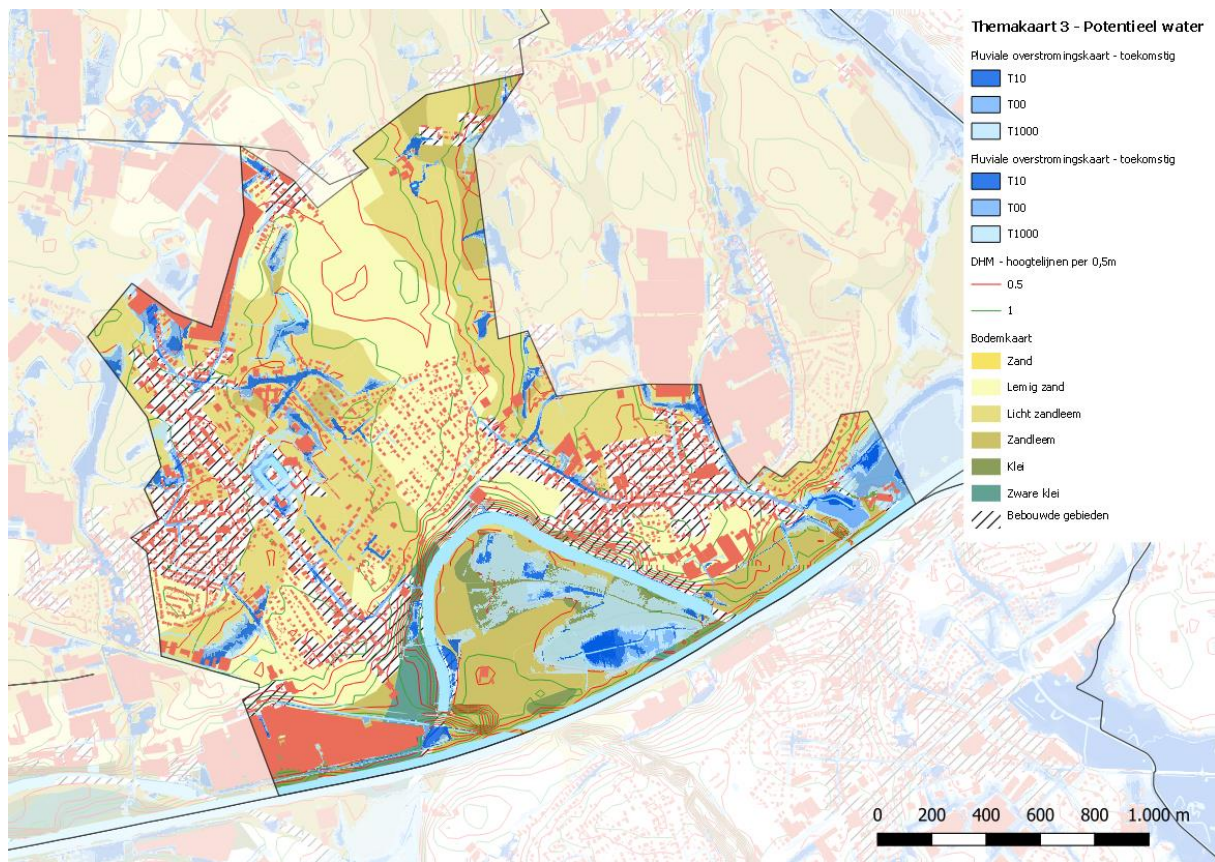 Themakaart 3 - Potentieel water
Pluviale overstromingskaart - toekomstig
T10
T00
T1000
Pluviale overstromingskaart - toekomstig
T10
T00
T1000
DHM - hoogtelijnen per 0,5m
0.5
1
Bodemkaart
Zand
Lemig zand
Licht zandleem
Zandleem
Klei
Zware klei
Bebouwde gebieden
0 200 400 600 800 1.000 m